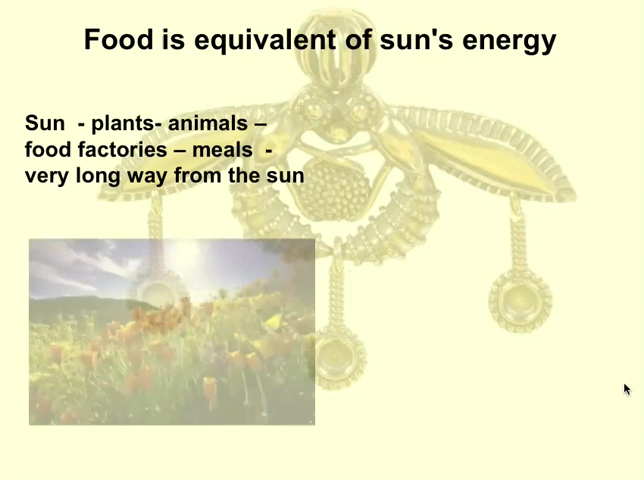 Food is equivalent of sun's energy
Sun  - plants- animals –
food factories – meals  -
very long way from the sun